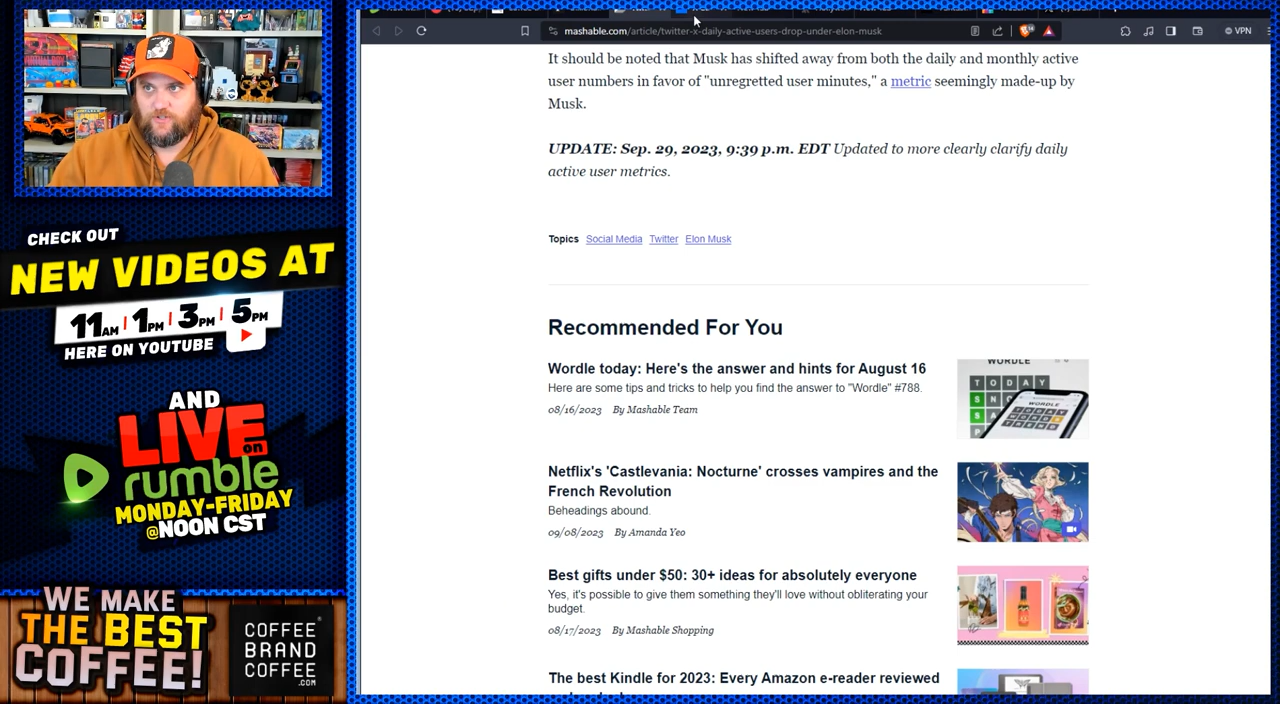 mashable.com/article/twitter-x-daily-active-users-drop-under-elon-musk
VPN
VIRTUAL BOY
CHECK OUT
NEW VIDEOS AT
11AM | 1PM | 3PM | 5PM
HERE ON YOUTUBE
AND
LIVE on
rumble
MONDAY-FRIDAY
@NOON CST
WE MAKE
THE BEST
COFFEE!
COFFEE
BRAND
COFFEE
.COM
It should be noted that Musk has shifted away from both the daily and monthly active
user numbers in favor of "unregretted user minutes," a metric seemingly made-up by
Musk.
UPDATE: Sep. 29, 2023, 9:39 p.m. EDT Updated to more clearly clarify daily
active user metrics.
Topics Social Media Twitter Elon Musk
Recommended For You
Wordle today: Here's the answer and hints for August 16
Here are some tips and tricks to help you find the answer to "Wordle" #788.
08/16/2023 By Mashable Team
WORDLE
TODAY
Netflix's 'Castlevania: Nocturne' crosses vampires and the
French Revolution
Beheadings abound.
09/08/2023 By Amanda Yeo
Best gifts under $50: 30+ ideas for absolutely everyone
Yes, it's possible to give them something they'll love without obliterating your
budget.
08/17/2023 By Mashable Shopping
The best Kindle for 2023: Every Amazon e-reader reviewed